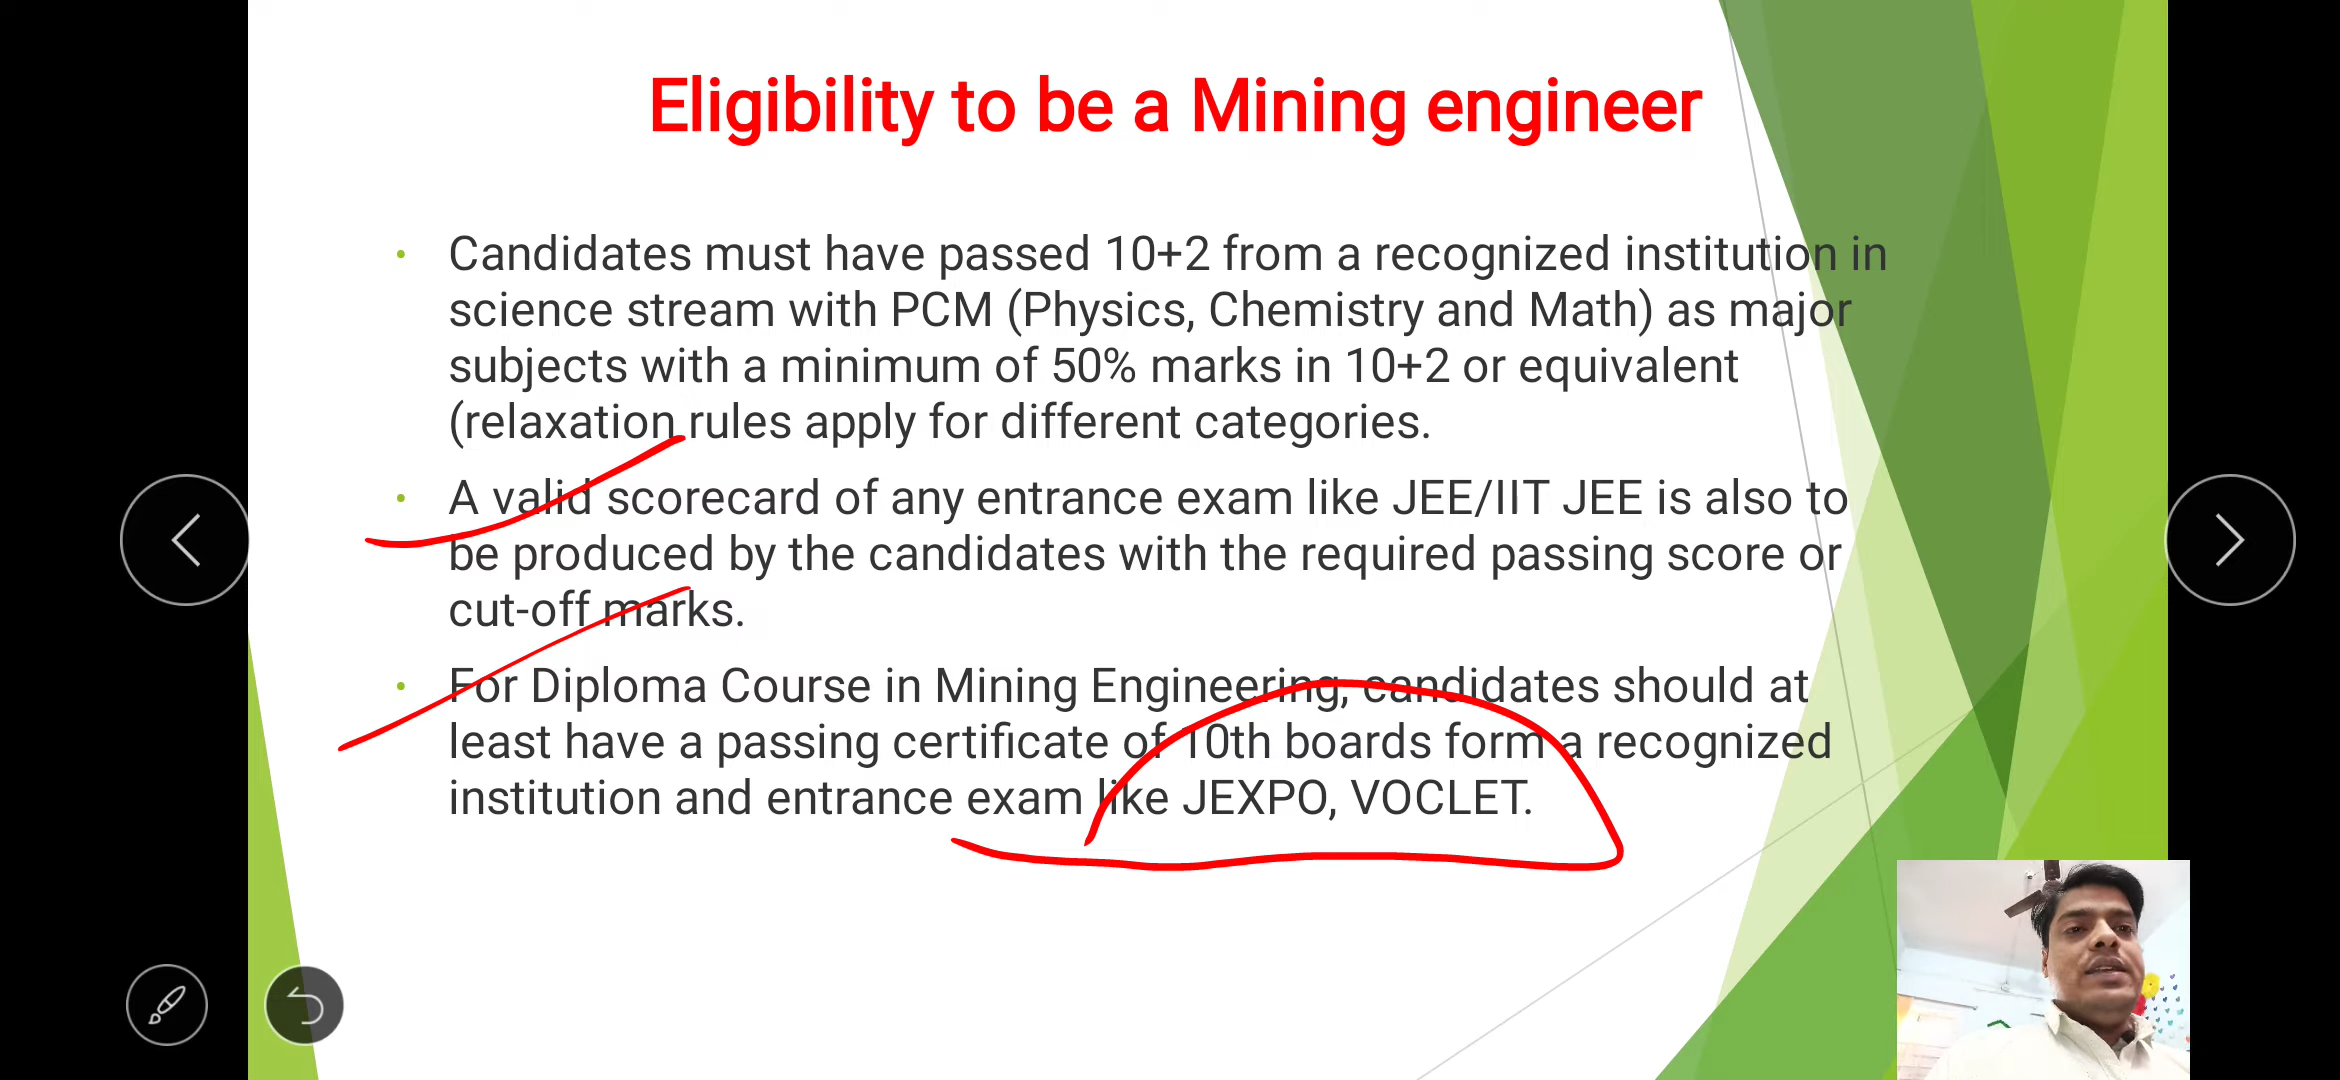 Eligibility to be a Mining engineer
Candidates must have passed 10+2 from a recognized institution in
science stream with PCM (Physics, Chemistry and Math) as major
subjects with a minimum of 50% marks in 10+2 or equivalent
(relaxation rules apply for different categories.
A valid scorecard of any entrance exam like JEE/IIT JEE is also to
be produced by the candidates with the required passing score or
cut-off marks.
For Diploma Course in Mining Engineering, candidates should at
least have a passing certificate of 10th boards form a recognized
institution and entrance exam like JEXPO, VOCLET.